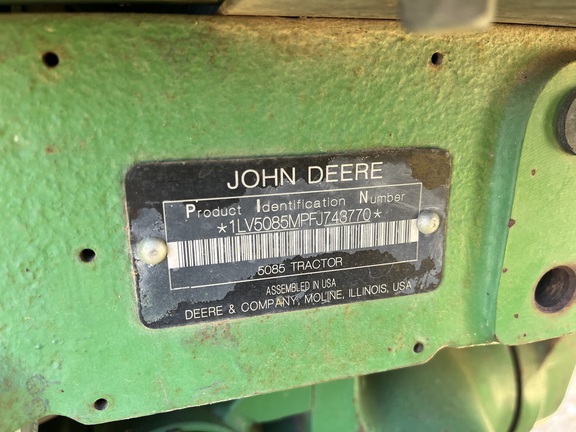 JOHN DEERE
Product Identification Number
*1LV5085MPFJ743770*
5085 TRACTOR
ASSEMBLED IN USA
DEERE & COMPANY, MOLINE, ILLINOIS, USA